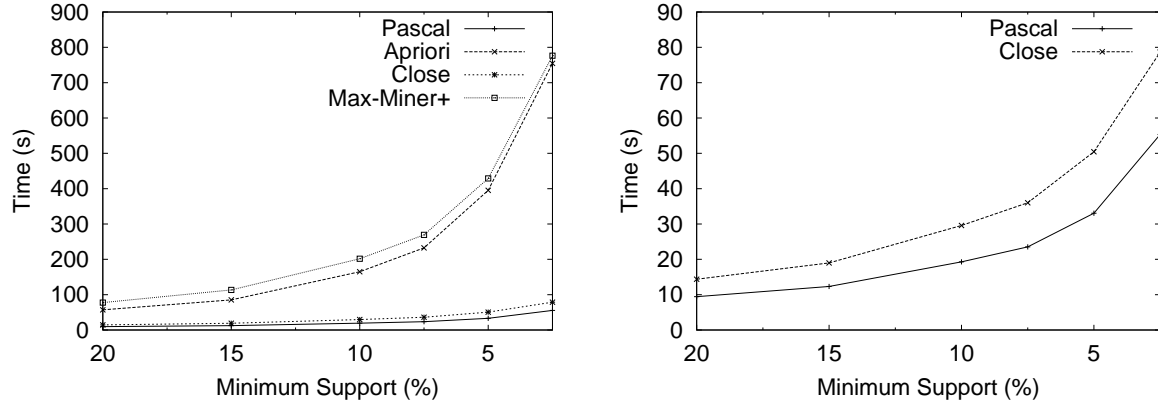 900
800
700
600
500
400
300
200
100
0
Time (s)
20 15 10 5
Minimum Support (%)
Pascal
Apriori
Close
Max-Miner+
90
80
70
60
50
40
30
20
10
0
Time (s)
20 15 10 5
Minimum Support (%)
Pascal
Close